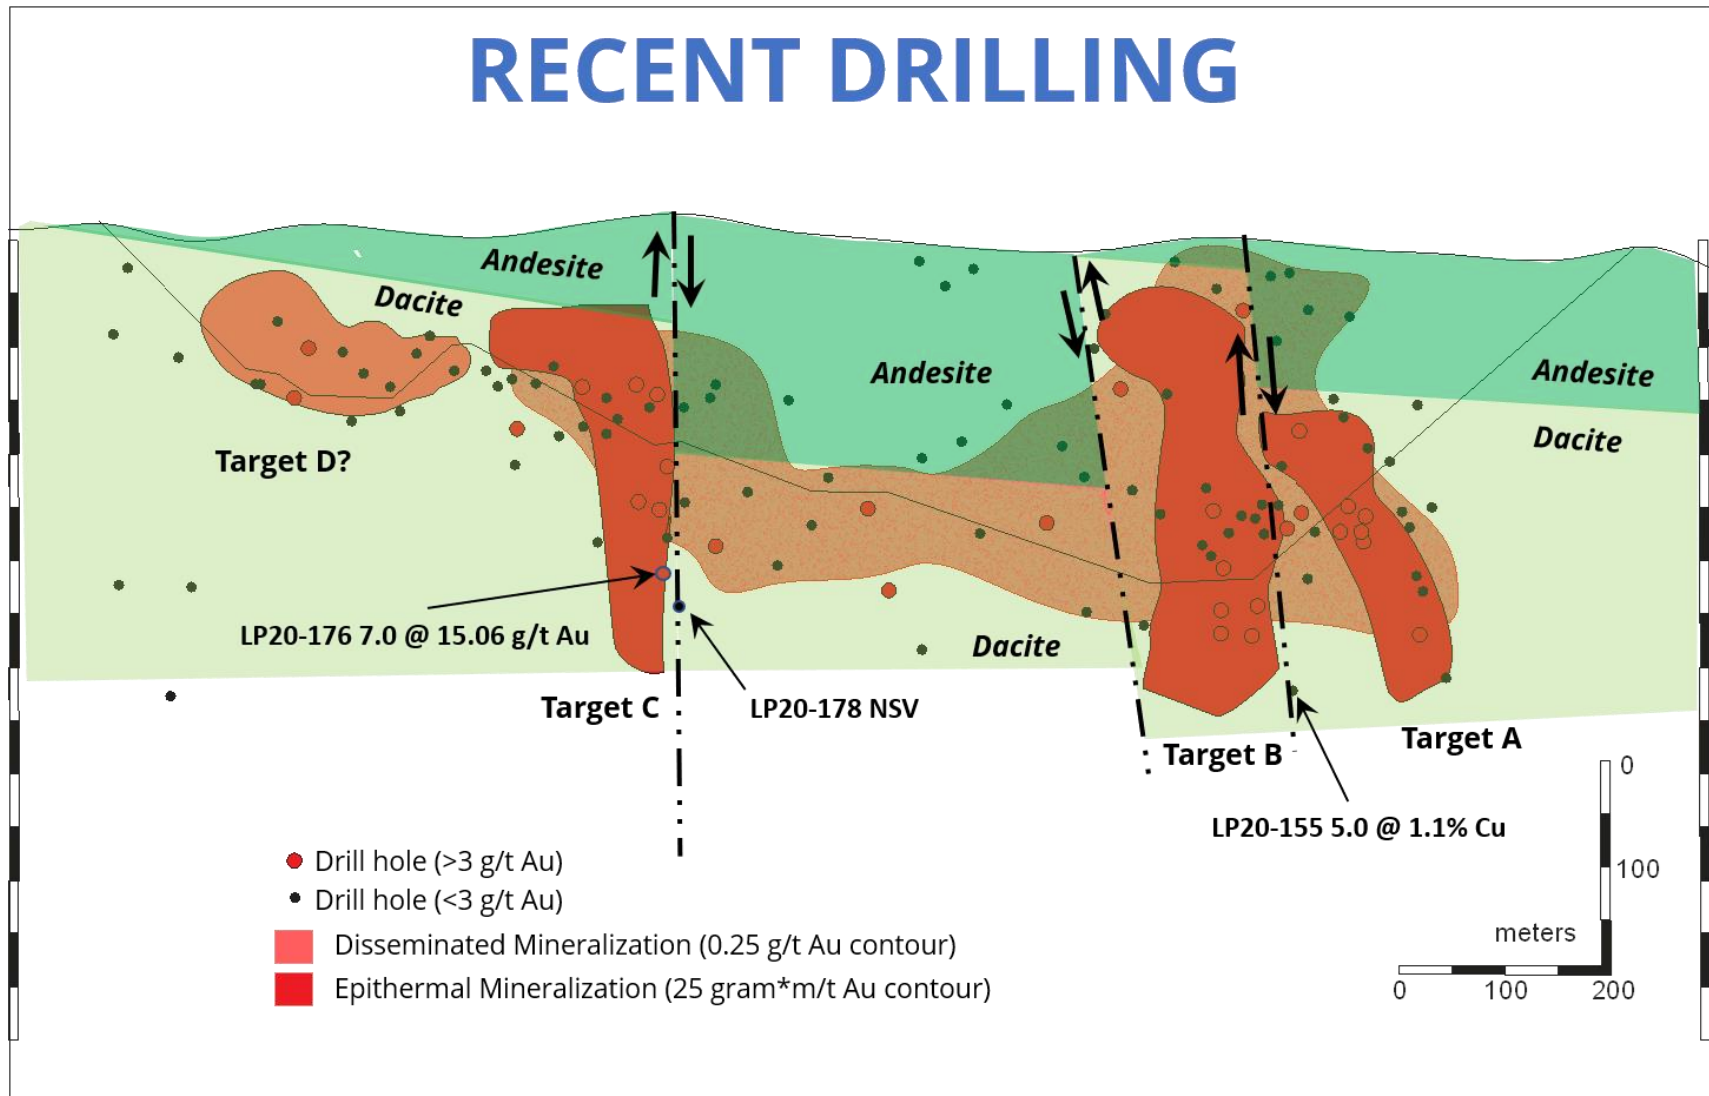 RECENT DRILLING
Andesite
Dacite
Andesite
Andesite
Dacite
Target D?
LP20-176 7.0 @ 15.06 g/t Au
Dacite
Target C
LP20-178 NSV
Target B
Target A
LP20-155 5.0 @ 1.1% Cu
Drill hole (>3 g/t Au)
Drill hole (<3 g/t Au)
Disseminated Mineralization (0.25 g/t Au contour)
Epithermal Mineralization (25 gram*m/t Au contour)
0
100
meters
0 100 200